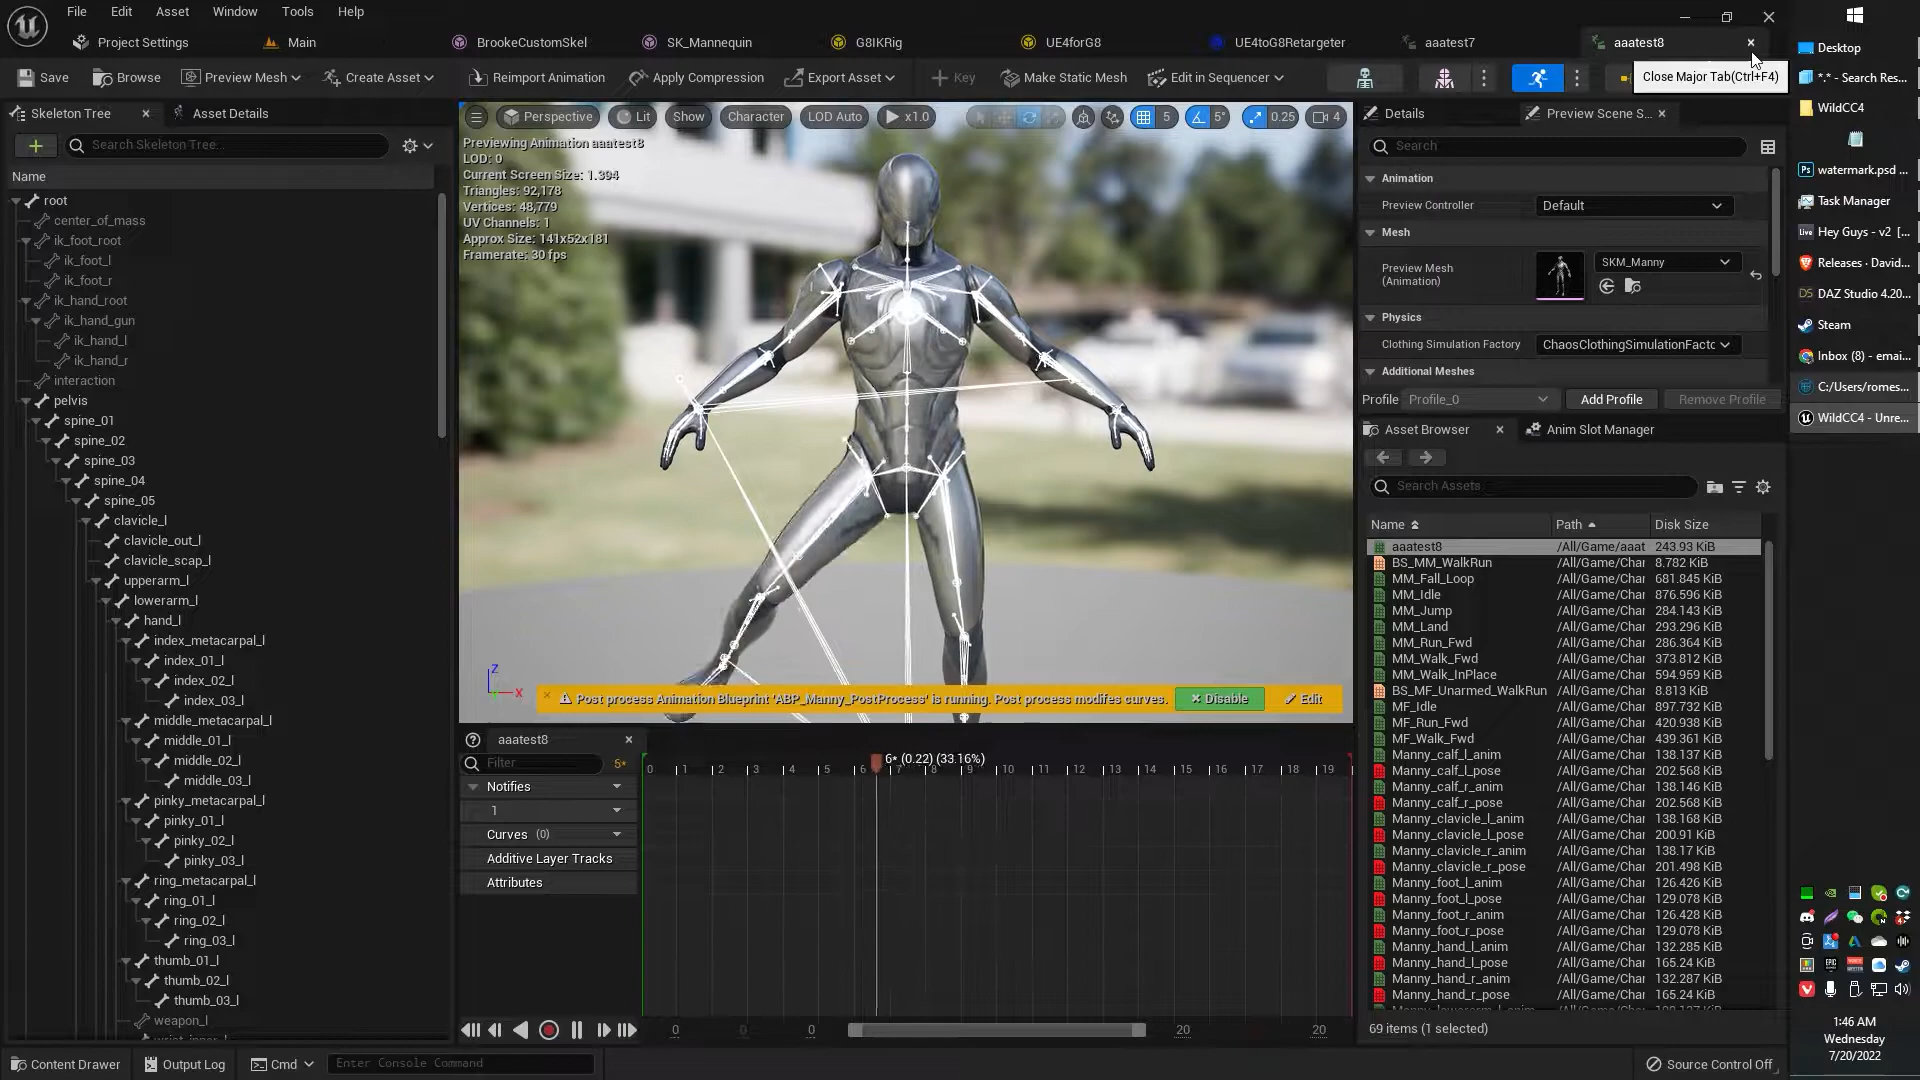 File Edit Asset Window Tools Help
Project Settings Main BrookeCustomSkel SK_Mannequin G8IKRig UE4forG8 UE4toG8Retargeter aaatest7 aaatest8
Save Browse Preview Mesh Create Asset Reimport Animation Apply Compression Export Asset Key Make Static Mesh Edit in Sequencer
Close Major Tab(Ctrl+F4)
Skeleton Tree Asset Details
Search Skeleton Tree...
Name
root
center_of_mass
ik_foot_root
ik_foot_l
ik_foot_r
ik_hand_root
ik_hand_gun
ik_hand_l
ik_hand_r
interaction
pelvis
spine_01
spine_02
spine_03
spine_04
spine_05
clavicle_l
clavicle_out_l
clavicle_scap_l
upperarm_l
lowerarm_l
hand_l
index_metacarpal_l
index_01_l
index_02_l
index_03_l
middle_metacarpal_l
middle_01_l
middle_02_l
middle_03_l
pinky_metacarpal_l
pinky_01_l
pinky_02_l
pinky_03_l
ring_metacarpal_l
ring_01_l
ring_02_l
ring_03_l
thumb_01_l
thumb_02_l
thumb_03_l
weapon_l
Perspective Lit Show Character LOD Auto x1.0 5 5° 0.25 4
Previewing Animation aaatest8
LOD: 0
Current Screen Size: 1.394
Triangles: 92,178
Vertices: 48,779
UV Channels: 1
Approx Size: 141x52x181
Framerate: 30 fps
Z
X
Post process Animation Blueprint 'ABP_Manny_PostProcess' is running. Post process modifes curves. Disable Edit
aaatest8
Filter 5*
6* (0.22) (33.16%)
0 1 2 3 4 5 6 7 8 9 10 11 12 13 14 15 16 17 18 19
Notifies
1
Curves (0)
Additive Layer Tracks
Attributes
0 0 0 20 20
Details Preview Scene S...
Search
Animation
Preview Controller Default
Mesh
Preview Mesh
(Animation)
SKM_Manny
Physics
Clothing Simulation Factory ChaosClothingSimulationFactc
Additional Meshes
Profile Profile_0 Add Profile Remove Profile
Asset Browser Anim Slot Manager
Search Assets
Name Path Disk Size
aaatest8 /All/Game/aaat 243.93 KiB
BS_MM_WalkRun /All/Game/Char 8.782 KiB
MM_Fall_Loop /All/Game/Char 681.845 KiB
MM_Idle /All/Game/Char 876.596 KiB
MM_Jump /All/Game/Char 284.143 KiB
MM_Land /All/Game/Char 293.296 KiB
MM_Run_Fwd /All/Game/Char 286.364 KiB
MM_Walk_Fwd /All/Game/Char 373.812 KiB
MM_Walk_InPlace /All/Game/Char 594.959 KiB
BS_MF_Unarmed_WalkRun /All/Game/Char 8.813 KiB
MF_Idle /All/Game/Char 897.732 KiB
MF_Run_Fwd /All/Game/Char 420.938 KiB
MF_Walk_Fwd /All/Game/Char 439.361 KiB
Manny_calf_l_anim /All/Game/Char 138.137 KiB
Manny_calf_l_pose /All/Game/Char 202.568 KiB
Manny_calf_r_anim /All/Game/Char 138.146 KiB
Manny_calf_r_pose /All/Game/Char 202.568 KiB
Manny_clavicle_l_anim /All/Game/Char 138.168 KiB
Manny_clavicle_l_pose /All/Game/Char 200.91 KiB
Manny_clavicle_r_anim /All/Game/Char 138.17 KiB
Manny_clavicle_r_pose /All/Game/Char 201.498 KiB
Manny_foot_l_anim /All/Game/Char 126.426 KiB
Manny_foot_l_pose /All/Game/Char 129.078 KiB
Manny_foot_r_anim /All/Game/Char 126.428 KiB
Manny_foot_r_pose /All/Game/Char 129.078 KiB
Manny_hand_l_anim /All/Game/Char 132.285 KiB
Manny_hand_l_pose /All/Game/Char 165.24 KiB
Manny_hand_r_anim /All/Game/Char 132.287 KiB
Manny_hand_r_pose /All/Game/Char 165.24 KiB
69 items (1 selected)
Content Drawer Output Log Cmd Enter Console Command Source Control Off
Desktop
*.* - Search Res...
WildCC4
watermark.psd ...
Task Manager
Hey Guys - v2 [...
Releases · David...
DAZ Studio 4.20...
Steam
Inbox (8) - emai...
C:/Users/romes...
WildCC4 - Unre...
1:46 AM
Wednesday
7/20/2022